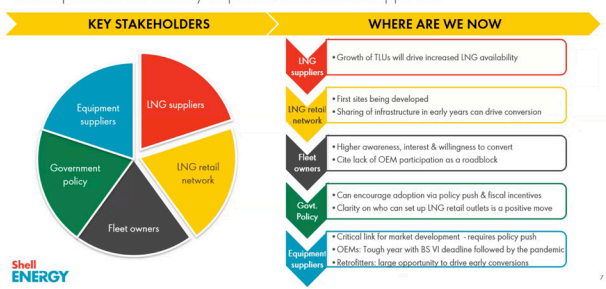 KEY STAKEHOLDERS
WHERE ARE WE NOW
LNG suppliers
LNG retail
network
Fleet owners
Government
policy
Equipment
suppliers
LNG
suppliers
• Growth of TLUs will drive increased LNG availability
LNG retail
network
• First sites being developed
• Sharing of infrastructure in early years can drive conversion
Fleet
owners
• Higher awareness, interest & willingness to convert
• Cite lack of OEM participation as a roadblock
Govt.
Policy
• Can encourage adoption via policy push & fiscal incentives
• Clarity on who can set up LNG retail outlets is a positive move
Equipment
suppliers
• Critical link for market development - requires policy push
• OEMs: Tough year with BS VI deadline followed by the pandemic
• Retrofitters: large opportunity to drive early conversions
Shell
ENERGY
7